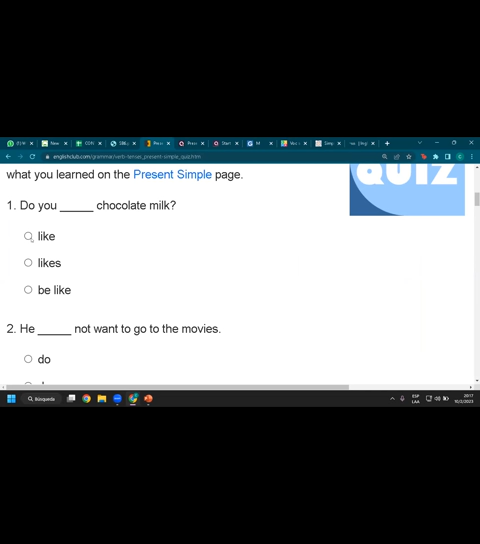 englishclub.com/grammar/verb-tenses_present-simple_quiz.htm
what you learned on the Present Simple page.
QUIZ
1. Do you ______ chocolate milk?
like
likes
be like
2. He ______ not want to go to the movies.
do
Búsqueda
ESP
LAA
20:17
10/2/2023